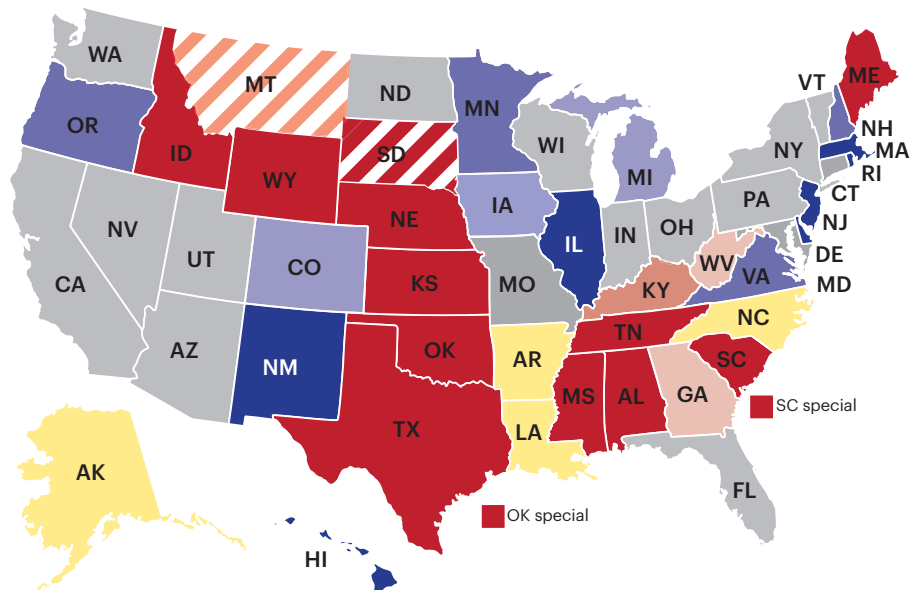 WA
MT
ND
MN
VT
ME
OR
ID
SD
WI
NH
MA
NY
RI
WY
MI
CT
NE
IA
PA
NJ
NV
UT
CO
IL
IN
OH
DE
WV
VA
MD
CA
KS
MO
KY
NC
AZ
NM
OK
AR
TN
SC
MS
AL
GA
SC special
TX
LA
AK
FL
OK special
HI